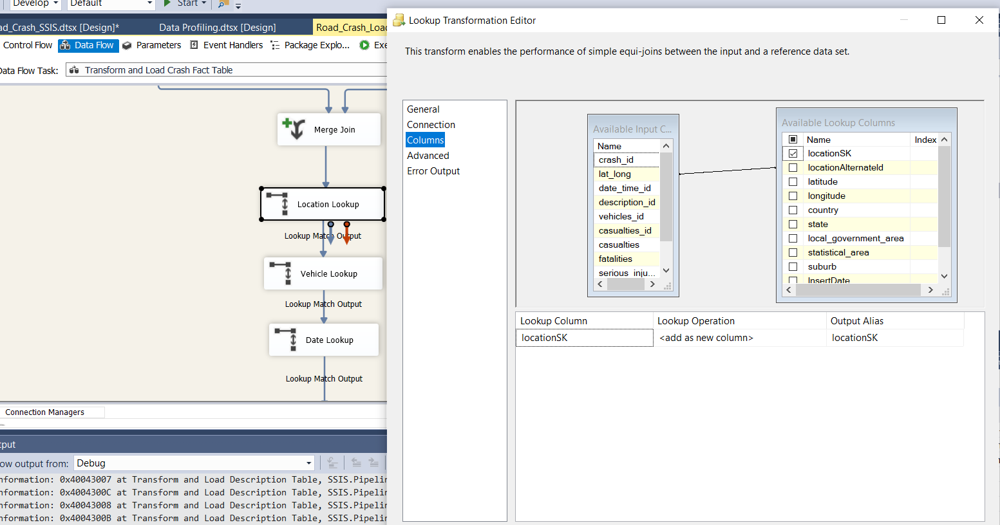 Develop
Default
Start
ad_Crash_SSIS.dtsx [Design]*
Data Profiling.dtsx [Design]
Road_Crash_Loa
Control Flow
Data Flow
Parameters
Event Handlers
Package Explo...
Exe
Data Flow Task:
Transform and Load Crash Fact Table
Merge Join
Location Lookup
Lookup Match Output
Vehicle Lookup
Lookup Match Output
Date Lookup
Lookup Match Output
Connection Managers
tput
ow output from:
Debug
nformation: 0x40043007 at Transform and Load Description Table, SSIS.Pipelin
nformation: 0x4004300C at Transform and Load Description Table, SSIS.Pipelin
nformation: 0x40043008 at Transform and Load Description Table, SSIS.Pipelin
nformation: 0x4004300B at Transform and Load Description Table, SSIS.Pipelin
Lookup Transformation Editor
This transform enables the performance of simple equi-joins between the input and a reference data set.
General
Connection
Columns
Advanced
Error Output
Available Input C...
Name
crash_id
lat_long
date_time_id
description_id
vehicles_id
casualties_id
casualties
fatalities
serious_inju...
Available Lookup Columns
Name Index
locationSK
locationAlternateId
latitude
longitude
country
state
local_government_area
statistical_area
suburb
InsertDate
Lookup Column Lookup Operation Output Alias
locationSK <add as new column> locationSK